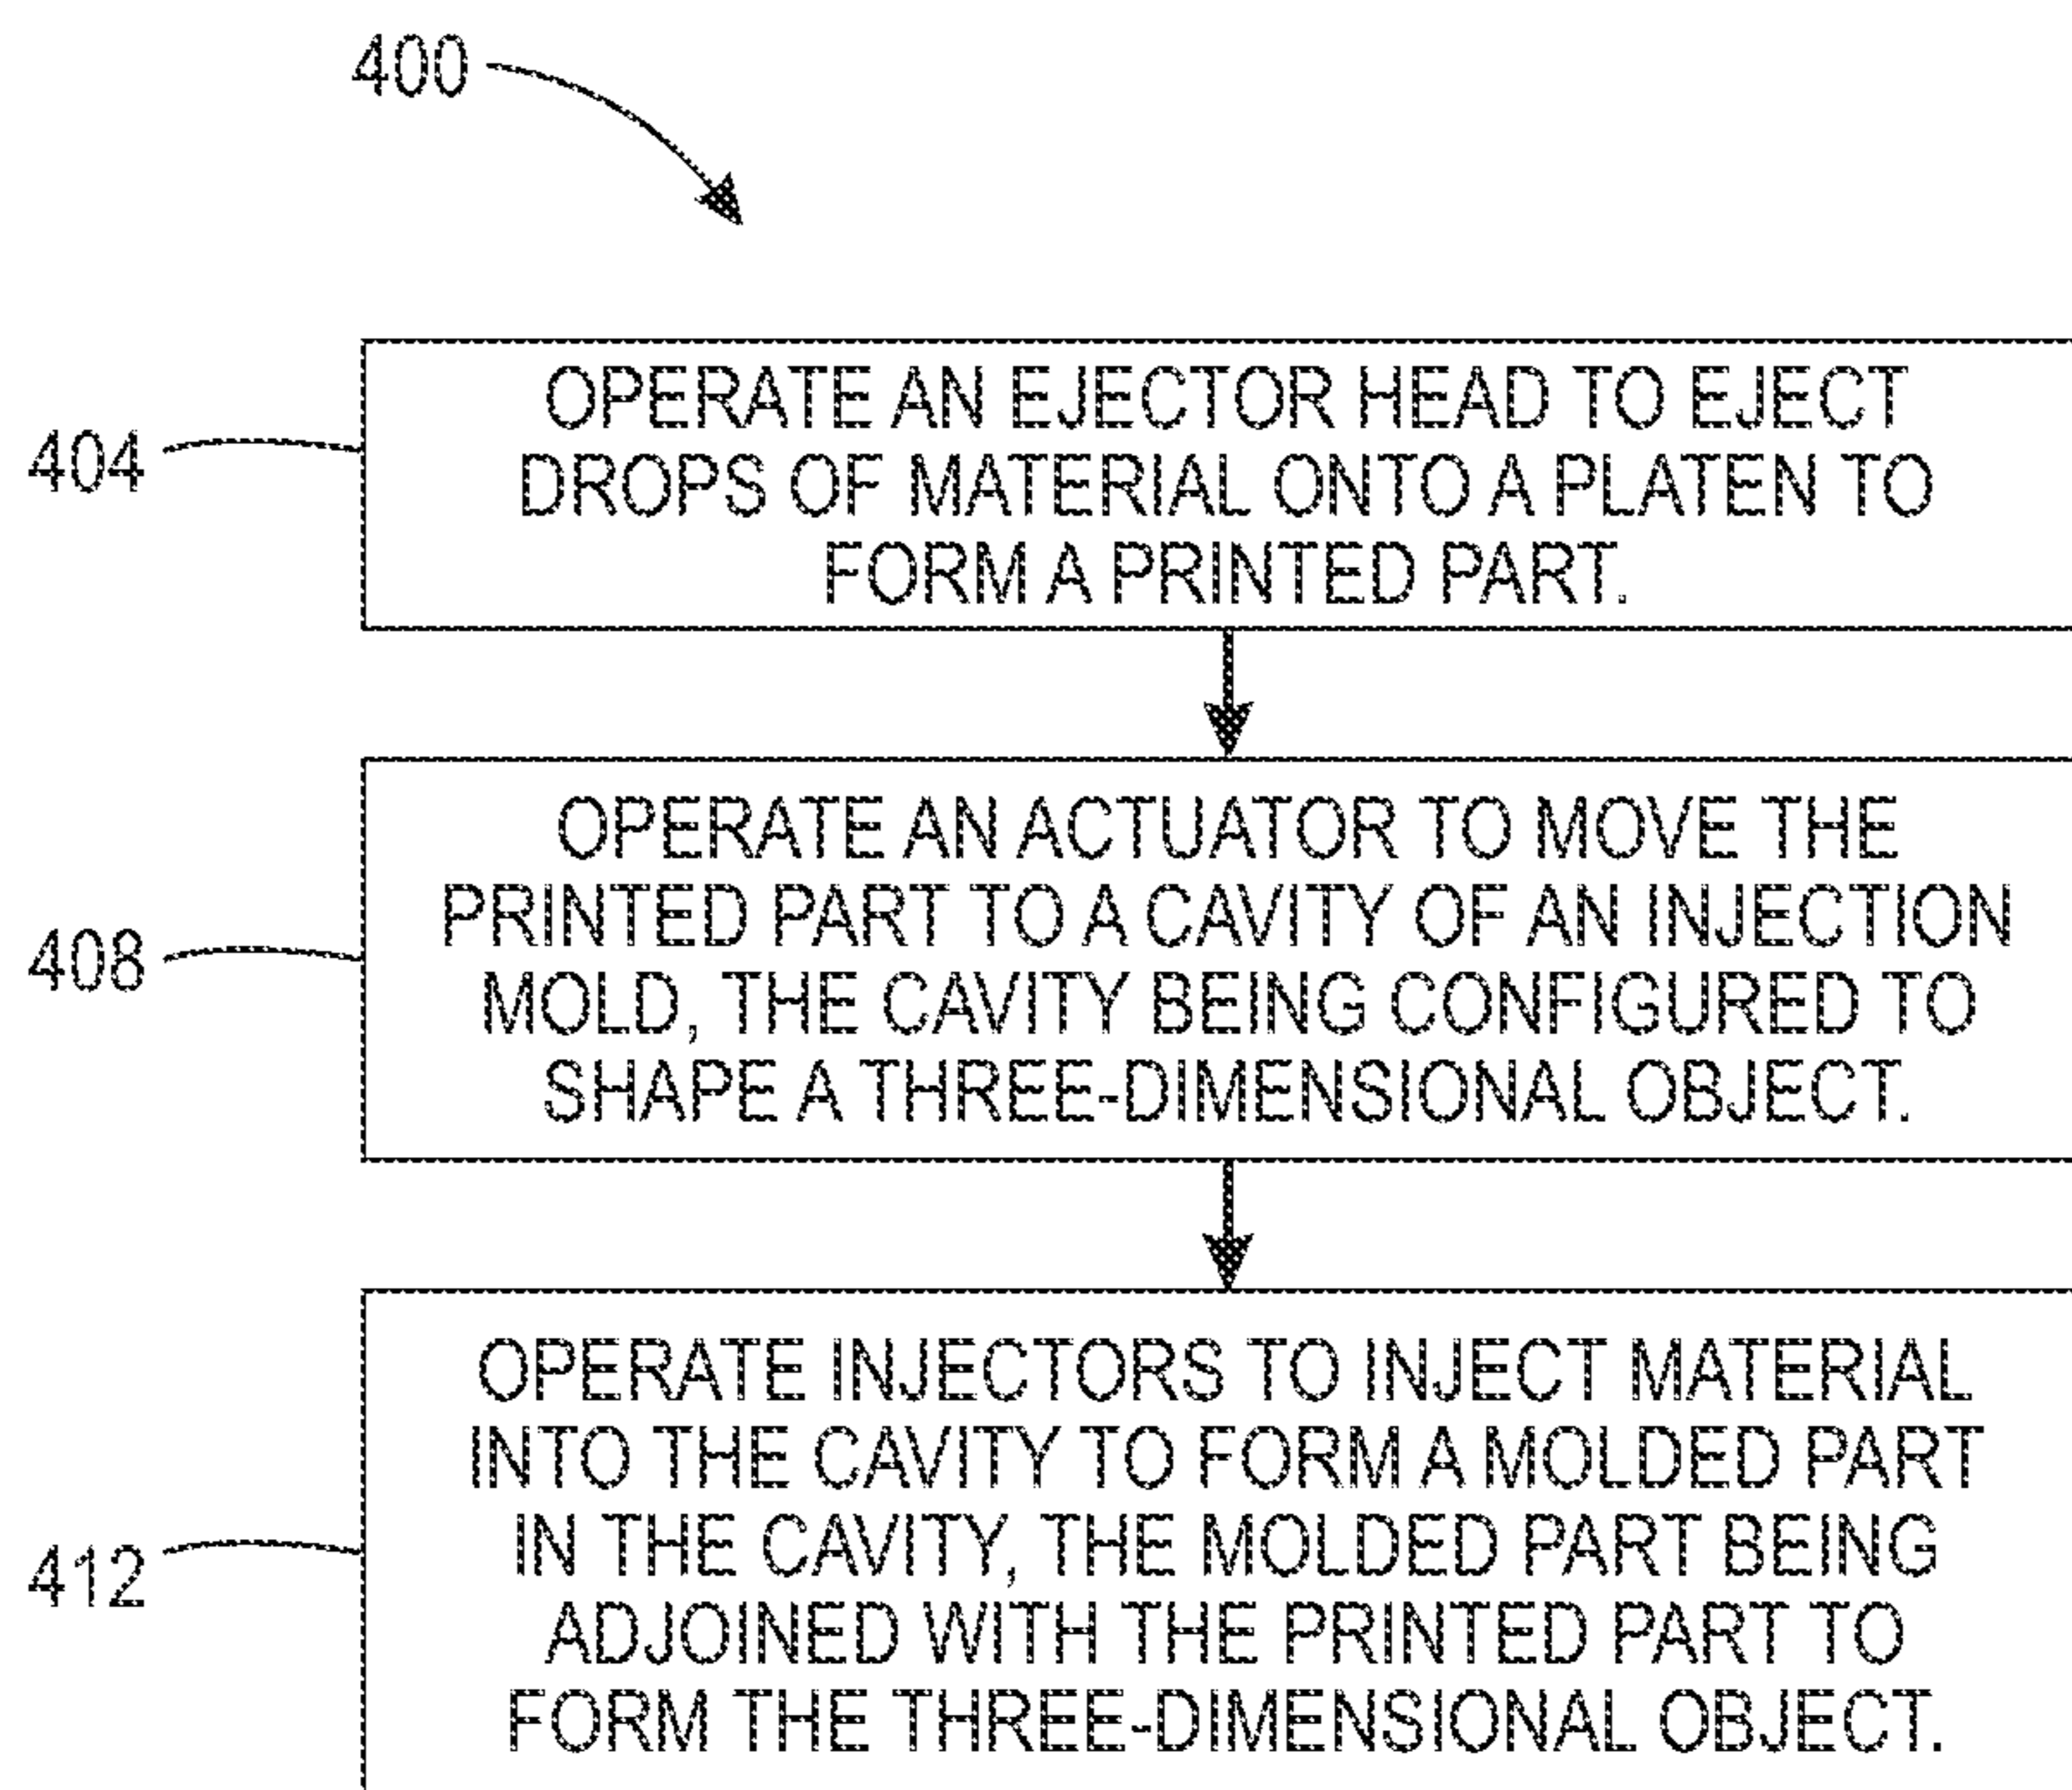 400
404
OPERATE AN EJECTOR HEAD TO EJECT
DROPS OF MATERIAL ONTO A PLATEN TO
FORM A PRINTED PART.
408
OPERATE AN ACTUATOR TO MOVE THE
PRINTED PART TO A CAVITY OF AN INJECTION
MOLD, THE CAVITY BEING CONFIGURED TO
SHAPE A THREE-DIMENSIONAL OBJECT.
412
OPERATE INJECTORS TO INJECT MATERIAL
INTO THE CAVITY TO FORM A MOLDED PART
IN THE CAVITY, THE MOLDED PART BEING
ADJOINED WITH THE PRINTED PART TO
FORM THE THREE-DIMENSIONAL OBJECT.